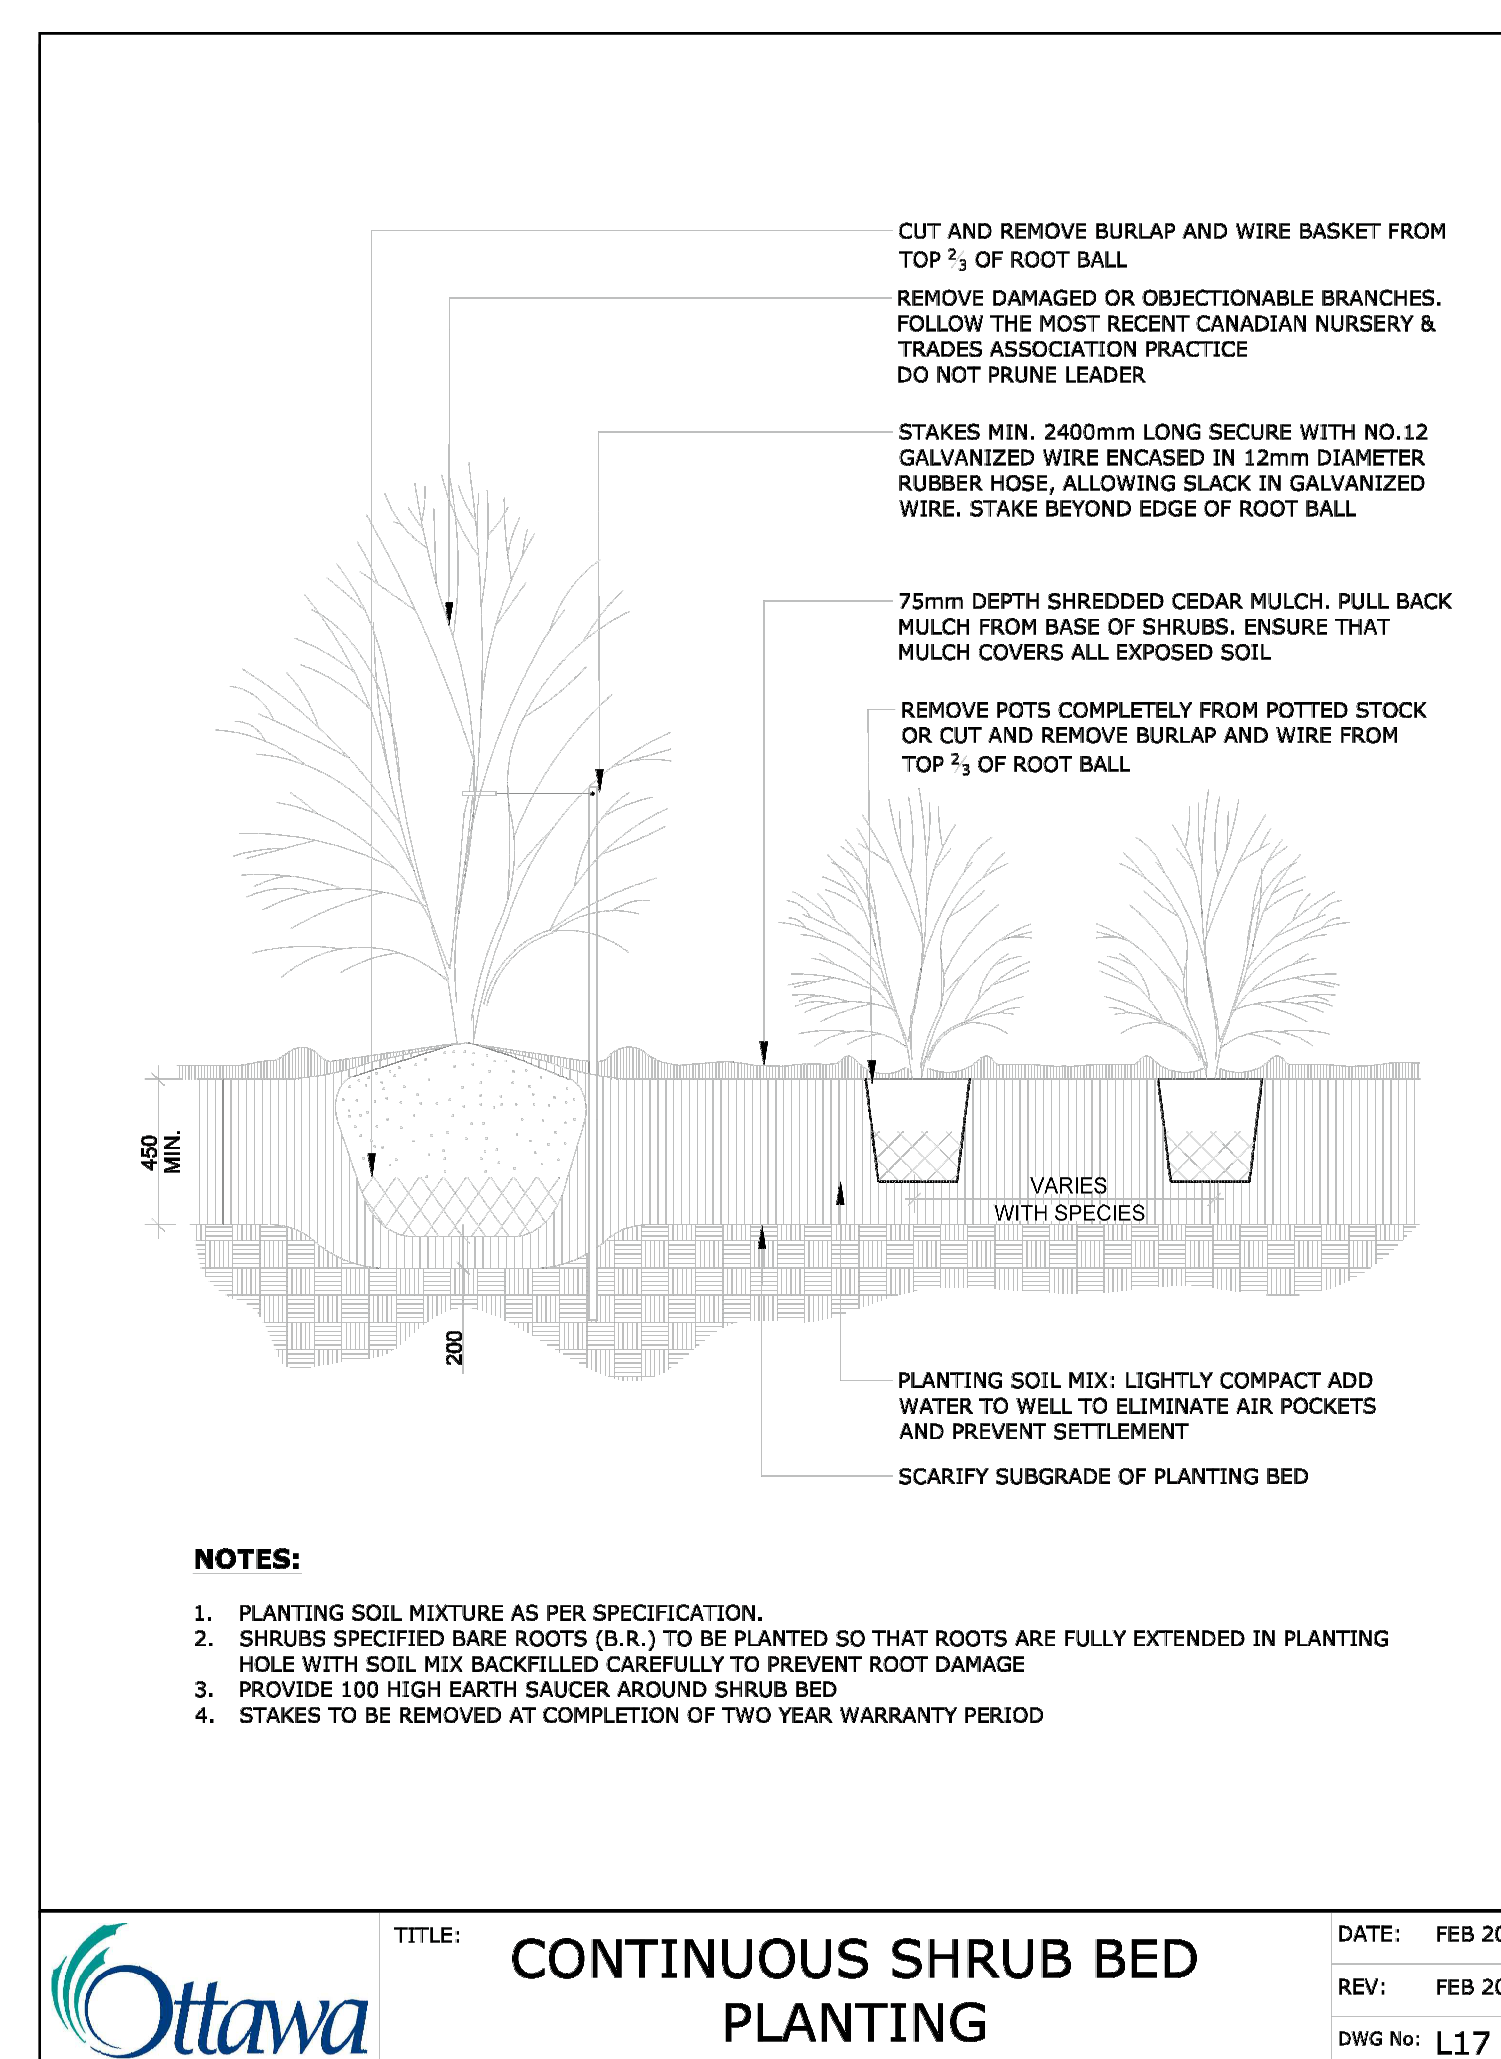 CUT AND REMOVE BURLAP AND WIRE BASKET FROM
TOP 2/3 OF ROOT BALL
REMOVE DAMAGED OR OBJECTIONABLE BRANCHES.
FOLLOW THE MOST RECENT CANADIAN NURSERY &
TRADES ASSOCIATION PRACTICE
DO NOT PRUNE LEADER
STAKES MIN. 2400mm LONG SECURE WITH NO.12
GALVANIZED WIRE ENCASED IN 12mm DIAMETER
RUBBER HOSE, ALLOWING SLACK IN GALVANIZED
WIRE. STAKE BEYOND EDGE OF ROOT BALL
75mm DEPTH SHREDDED CEDAR MULCH. PULL BACK
MULCH FROM BASE OF SHRUBS. ENSURE THAT
MULCH COVERS ALL EXPOSED SOIL
REMOVE POTS COMPLETELY FROM POTTED STOCK
OR CUT AND REMOVE BURLAP AND WIRE FROM
TOP 2/3 OF ROOT BALL
450
MIN.
VARIES
WITH SPECIES
200
PLANTING SOIL MIX: LIGHTLY COMPACT ADD
WATER TO WELL TO ELIMINATE AIR POCKETS
AND PREVENT SETTLEMENT
SCARIFY SUBGRADE OF PLANTING BED
NOTES:
1. PLANTING SOIL MIXTURE AS PER SPECIFICATION.
2. SHRUBS SPECIFIED BARE ROOTS (B.R.) TO BE PLANTED SO THAT ROOTS ARE FULLY EXTENDED IN PLANTING
HOLE WITH SOIL MIX BACKFILLED CAREFULLY TO PREVENT ROOT DAMAGE
3. PROVIDE 100 HIGH EARTH SAUCER AROUND SHRUB BED
4. STAKES TO BE REMOVED AT COMPLETION OF TWO YEAR WARRANTY PERIOD
Ottawa
TITLE:
CONTINUOUS SHRUB BED
PLANTING
DATE: FEB
REV: FEB
DWG No: L17